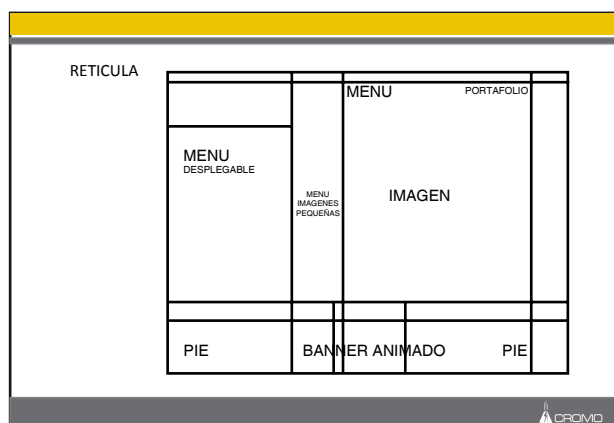 RETICULA
MENU PORTAFOLIO
MENU
DESPLEGABLE
MENU
IMAGENES
PEQUEÑAS
IMAGEN
PIE BANNER ANIMADO PIE
CROMO